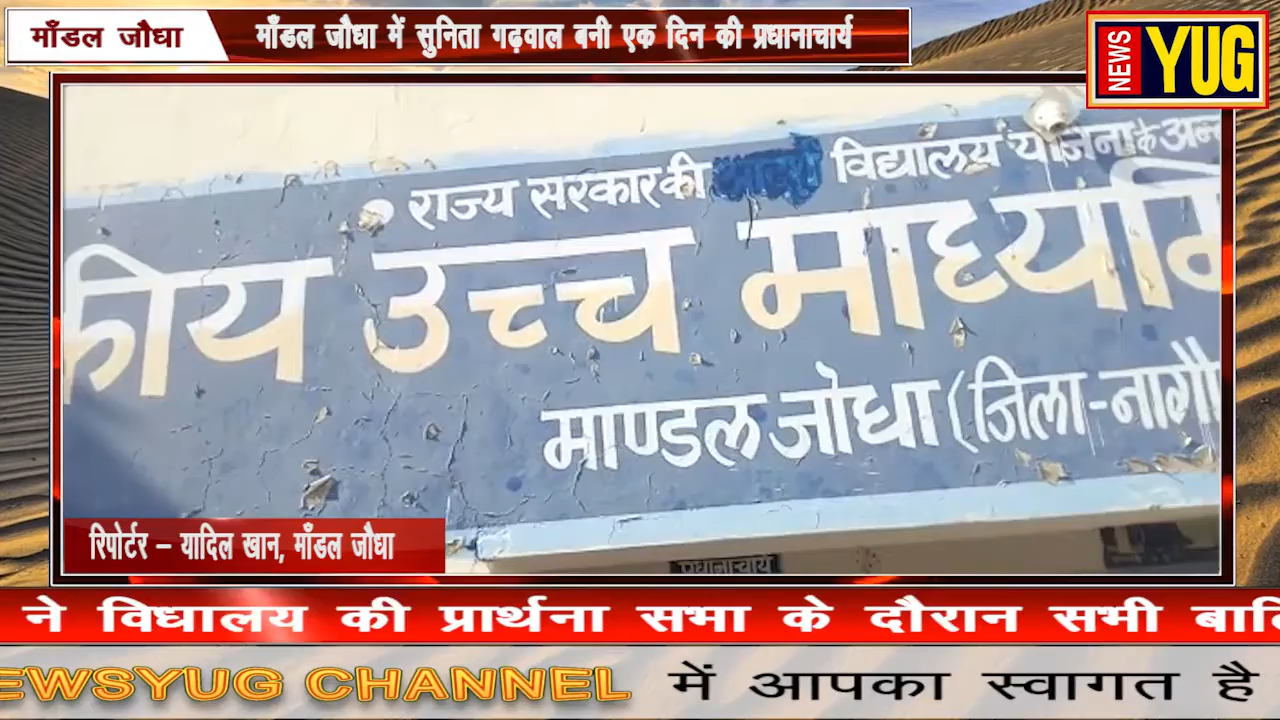 माँडल जौधा
माँडल जौधा में सुनिता गढ़वाल बनी एक दिन की प्रधानाचार्य
NEWS YUG
राज्य सरकार की विद्यालय योजना के अन्त
कीय उच्च माध्यमि
माण्डल जोधा (जिला-नागौ
प्रधानाचार्य
रिपोर्टर – यादिल खान, माँडल जौधा
ने विधालय की प्रार्थना सभा के दौरान सभी बालि
EWSYUG CHANNEL में आपका स्वागत है